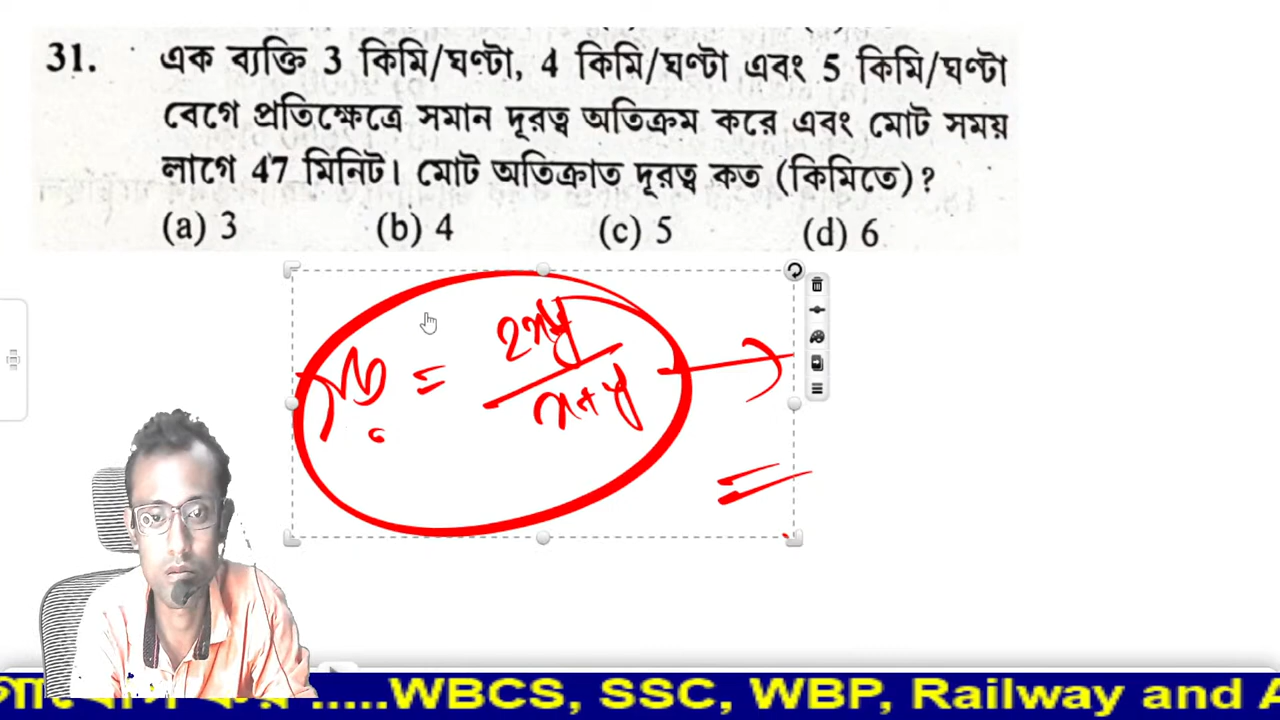 31. এক ব্যক্তি 3 কিমি/ঘণ্টা, 4 কিমি/ঘণ্টা এবং 5 কিমি/ঘণ্টা
বেগে প্রতিক্ষেত্রে সমান দূরত্ব অতিক্রম করে এবং মোট সময়
লাগে 47 মিনিট। মোট অতিক্রাত দূরত্ব কত (কিমিতে) ?
(a) 3 (b) 4 (c) 5 (d) 6
= 2xy
x+y
=
.....WBCS, SSC, WBP, Railway and